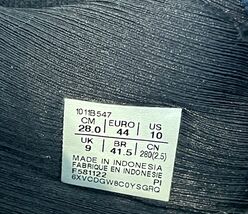 1011B547
CM EURO US
28.0 44 10
UK BR CN
9 41.5 280(2.5)
MADE IN INDONESIA
FABRIQUE EN INDONESIE
F581122 PI
6XVCDGW8C0YSGRQ